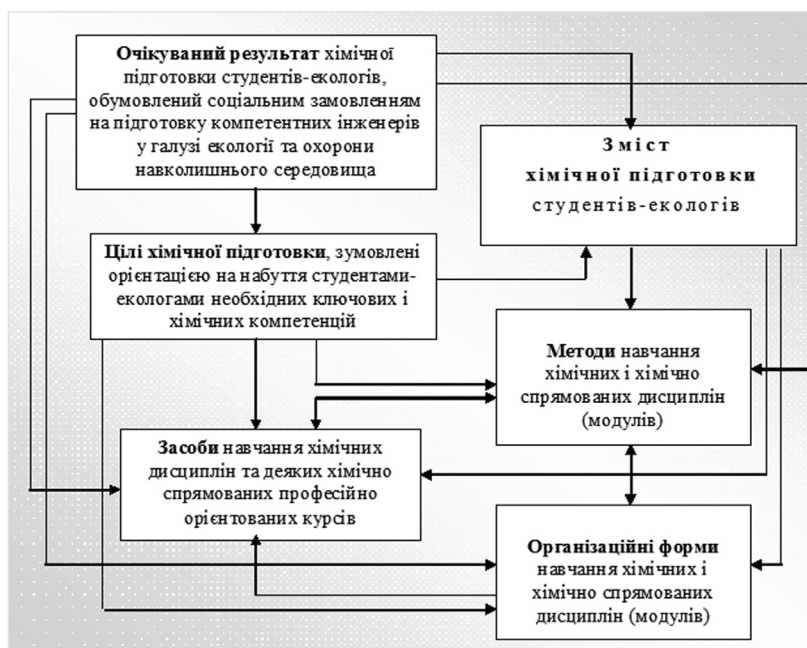 Очікуваний результат хімічної
підготовки студентів-екологів,
обумовлений соціальним замовленням
на підготовку компетентних інженерів
у галузі екології та охорони
навколишнього середовища
Зміст
хімічної підготовки
студентів-екологів
Цілі хімічної підготовки, зумовлені
орієнтацією на набуття студентами-
екологами необхідних ключових і
хімічних компетенцій
Методи навчання
хімічних і хімічно
спрямованих дисциплін
(модулів)
Засоби навчання хімічних
дисциплін та деяких хімічно
спрямованих професійно
орієнтованих курсів
Організаційні форми
навчання хімічних і
хімічно спрямованих
дисциплін (модулів)